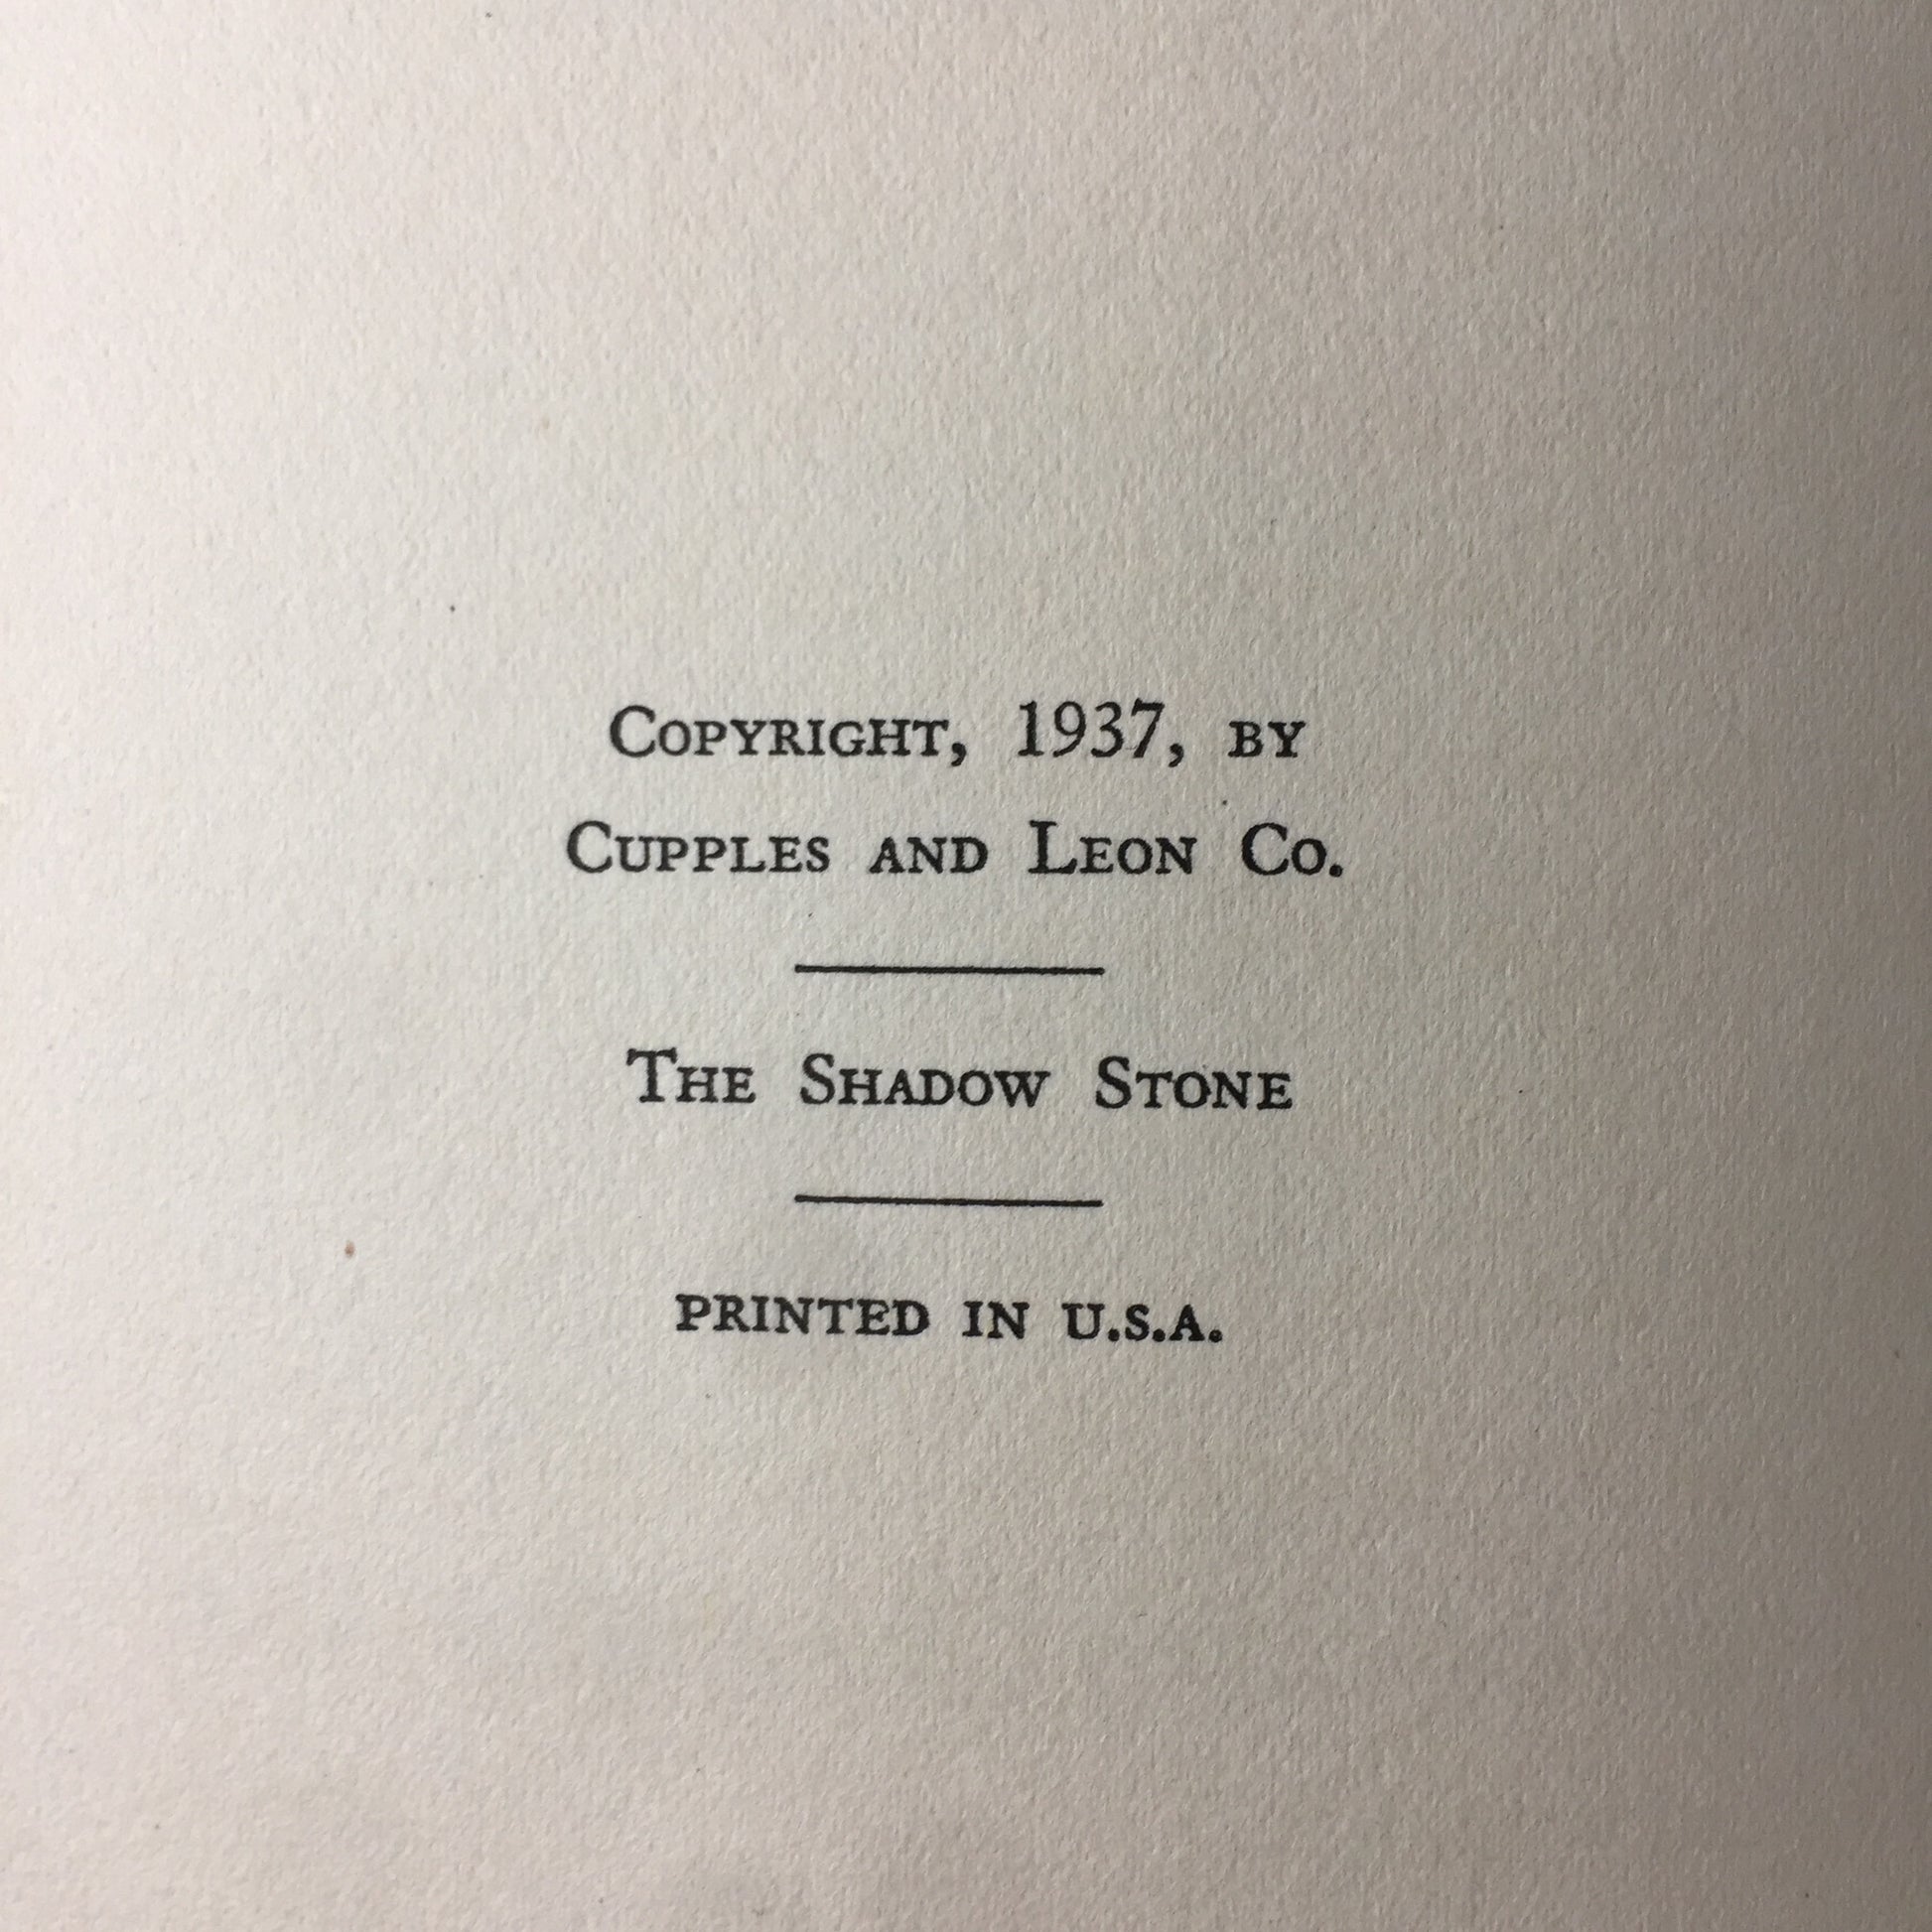 Copyright, 1937, by
Cupples and Leon Co.
The Shadow Stone
PRINTED IN U.S.A.